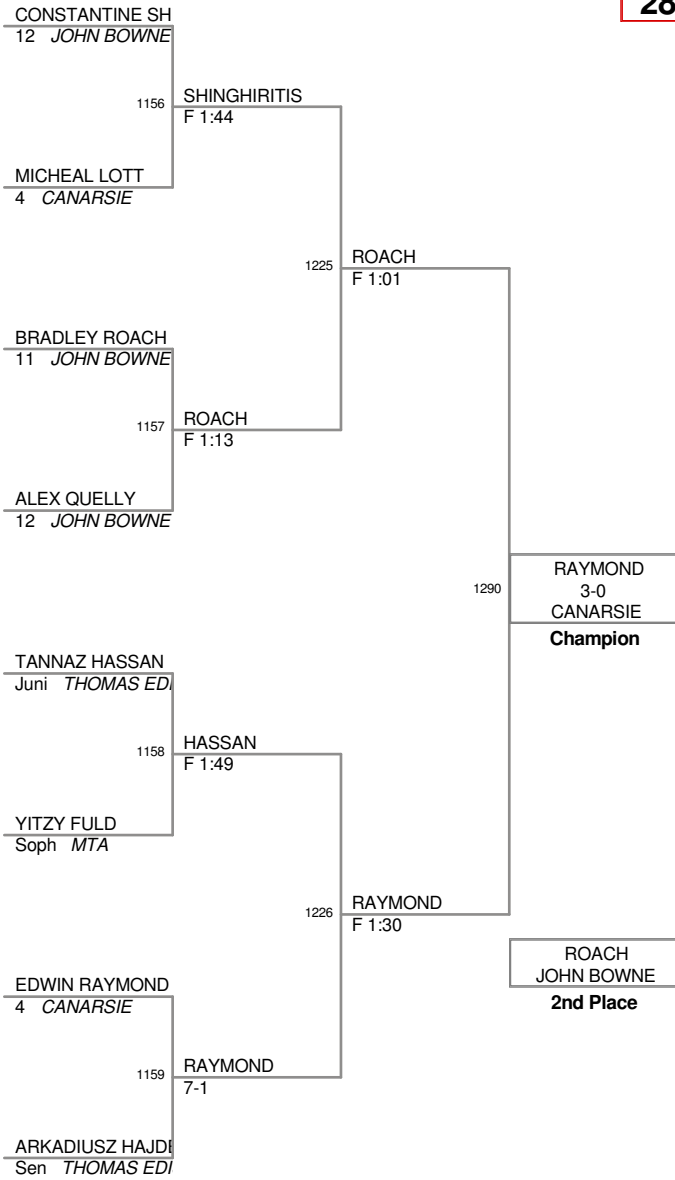 28
CONSTANTINE SH
12 JOHN BOWNE
1156 SHINGHIRITIS
F 1:44
MICHEAL LOTT
4 CANARSIE
1225 ROACH
F 1:01
BRADLEY ROACH
11 JOHN BOWNE
1157 ROACH
F 1:13
ALEX QUELLY
12 JOHN BOWNE
1290 RAYMOND
3-0
CANARSIE
Champion
TANNAZ HASSAN
Juni THOMAS EDI
1158 HASSAN
F 1:49
YITZY FULD
Soph MTA
1226 RAYMOND
F 1:30
ROACH
JOHN BOWNE
2nd Place
EDWIN RAYMOND
4 CANARSIE
1159 RAYMOND
7-1
ARKADIUSZ HAJDE
Sen THOMAS EDI